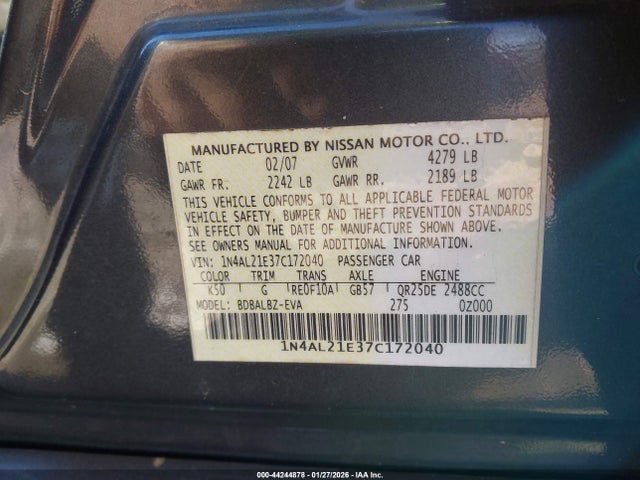 MANUFACTURED BY NISSAN MOTOR CO., LTD.
DATE 02/07 GVWR 4279 LB
GAWR FR. 2242 LB GAWR RR. 2189 LB
THIS VEHICLE CONFORMS TO ALL APPLICABLE FEDERAL MOTOR
VEHICLE SAFETY, BUMPER AND THEFT PREVENTION STANDARDS
IN EFFECT ON THE DATE OF MANUFACTURE SHOWN ABOVE.
SEE OWNERS MANUAL FOR ADDITIONAL INFORMATION.
VIN: 1N4AL21E37C172040 PASSENGER CAR
COLOR TRIM TRANS AXLE ENGINE
K50 G RE0F10A GB57 QR25DE 2488CC
MODEL: BDBALBZ-EVA 275 0Z000
1N4AL21E37C172040
000-44244878 - 01/27/2026 - IAA Inc.